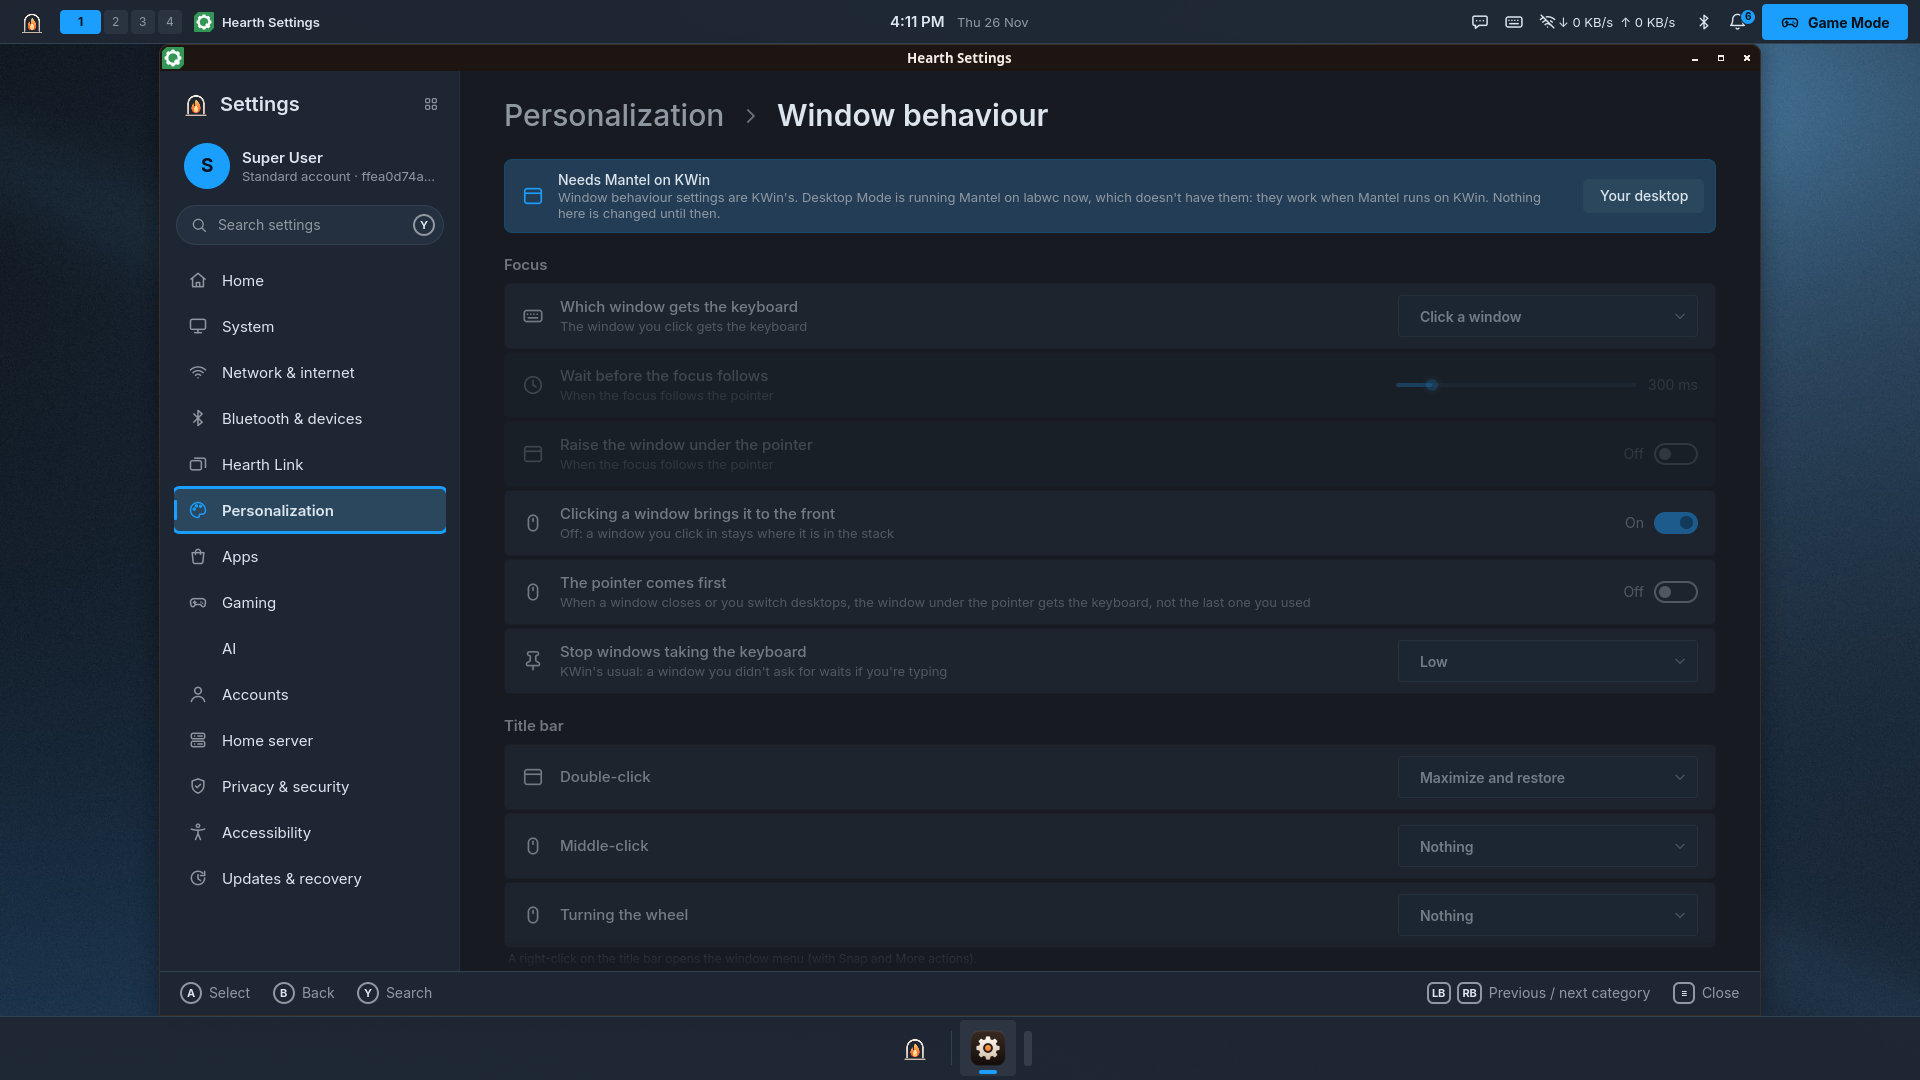 1
2
3
4
Hearth Settings
4:11 PM Thu 26 Nov
↓ 0 KB/s ↑ 0 KB/s
6
Game Mode
Hearth Settings
Settings
S
Super User
Standard account · ffea0d74a...
Search settings
Y
Home
System
Network & internet
Bluetooth & devices
Hearth Link
Personalization
Apps
Gaming
AI
Accounts
Home server
Privacy & security
Accessibility
Updates & recovery
Personalization > Window behaviour
Needs Mantel on KWin
Window behaviour settings are KWin's. Desktop Mode is running Mantel on labwc now, which doesn't have them: they work when Mantel runs on KWin. Nothing
here is changed until then.
Your desktop
Focus
Which window gets the keyboard
The window you click gets the keyboard
Click a window
Wait before the focus follows
When the focus follows the pointer
300 ms
Raise the window under the pointer
When the focus follows the pointer
Off
Clicking a window brings it to the front
Off: a window you click in stays where it is in the stack
On
The pointer comes first
When a window closes or you switch desktops, the window under the pointer gets the keyboard, not the last one you used
Off
Stop windows taking the keyboard
KWin's usual: a window you didn't ask for waits if you're typing
Low
Title bar
Double-click
Maximize and restore
Middle-click
Nothing
Turning the wheel
Nothing
A right-click on the title bar opens the window menu (with Snap and More actions).
A Select B Back Y Search
LB RB Previous / next category ≡ Close